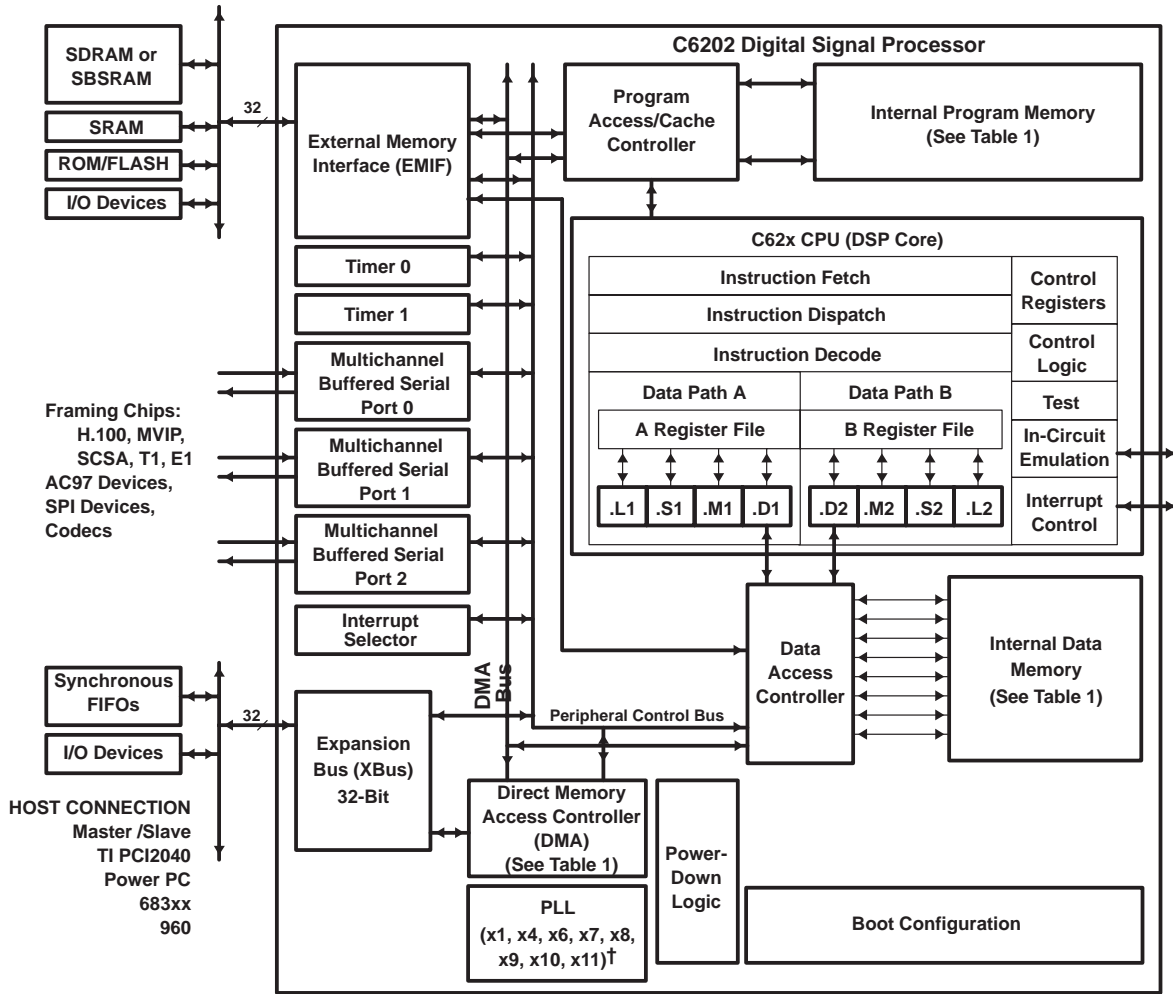 C6202 Digital Signal Processor
SDRAM or
SBSRAM
SRAM
ROM/FLASH
I/O Devices
32
External Memory
Interface (EMIF)
Program
Access/Cache
Controller
Internal Program Memory
(See Table 1)
C62x CPU (DSP Core)
Instruction Fetch
Instruction Dispatch
Instruction Decode
Control
Registers
Control
Logic
Test
In-Circuit
Emulation
Interrupt
Control
Data Path A
A Register File
.L1 .S1 .M1 .D1
Data Path B
B Register File
.D2 .M2 .S2 .L2
Timer 0
Timer 1
Multichannel
Buffered Serial
Port 0
Multichannel
Buffered Serial
Port 1
Multichannel
Buffered Serial
Port 2
Framing Chips:
H.100, MVIP,
SCSA, T1, E1
AC97 Devices,
SPI Devices,
Codecs
Interrupt
Selector
DMA
Bus
Peripheral Control Bus
Data
Access
Controller
Internal Data
Memory
(See Table 1)
Synchronous
FIFOs
I/O Devices
32
HOST CONNECTION
Master /Slave
TI PCI2040
Power PC
683xx
960
Expansion
Bus (XBus)
32-Bit
Direct Memory
Access Controller
(DMA)
(See Table 1)
PLL
(x1, x4, x6, x7, x8,
x9, x10, x11)†
Power-
Down
Logic
Boot Configuration